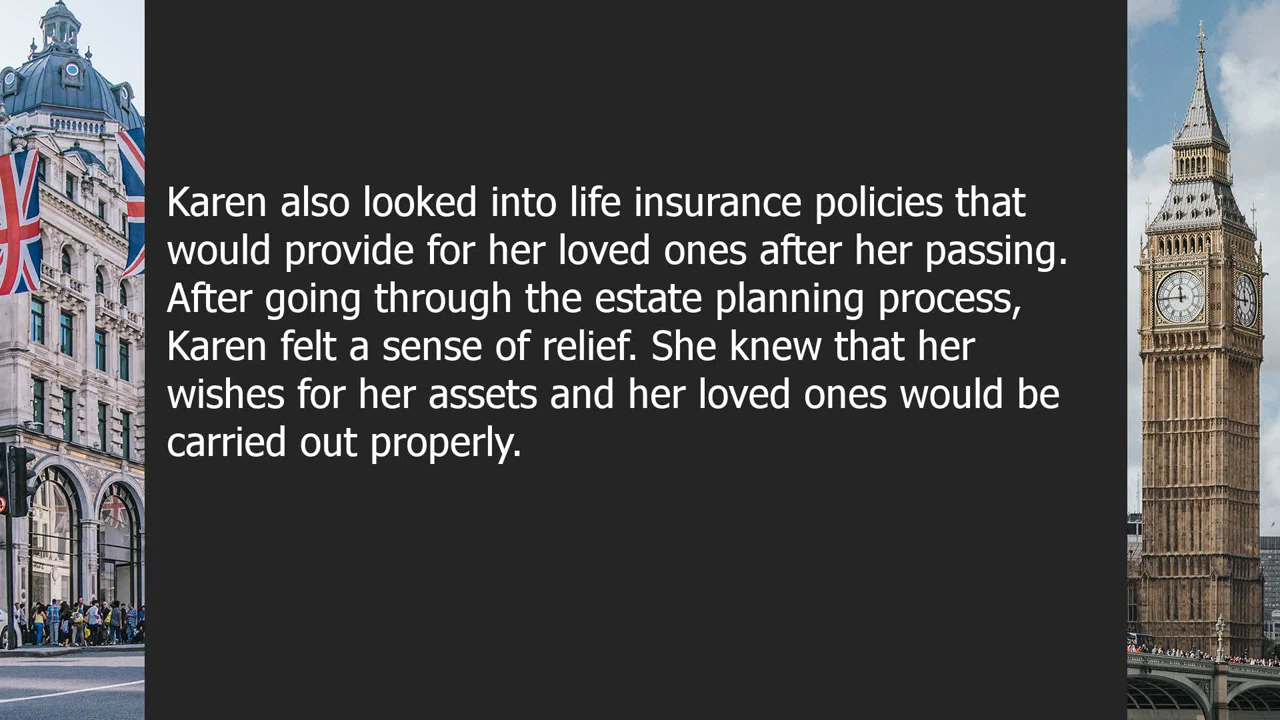 Karen also looked into life insurance policies that
would provide for her loved ones after her passing.
After going through the estate planning process,
Karen felt a sense of relief. She knew that her
wishes for her assets and her loved ones would be
carried out properly.